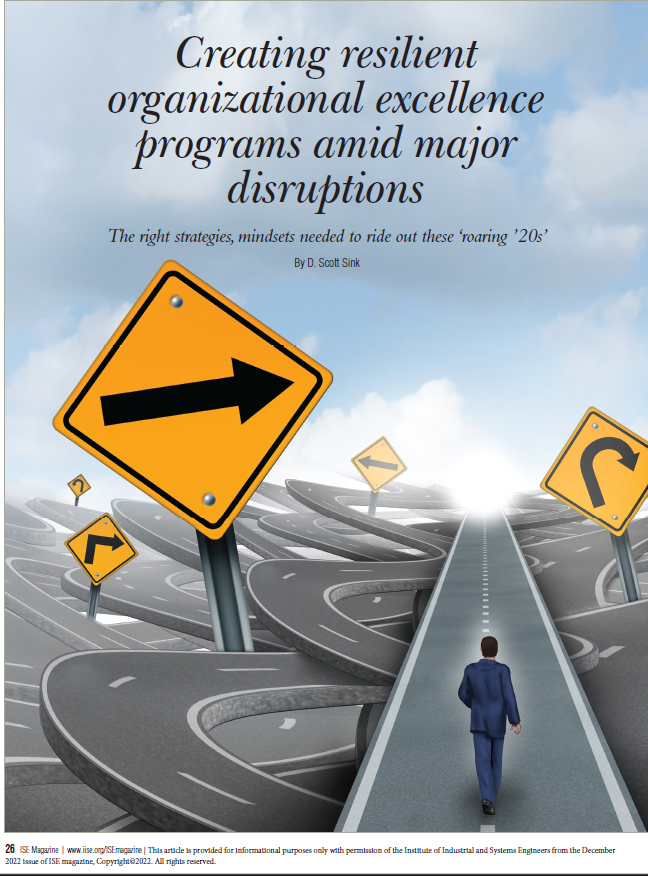 Creating resilient
organizational excellence
programs amid major
disruptions
The right strategies, mindsets needed to ride out these ‘roaring ’20s’
By D. Scott Sink
26 ISE Magazine | www.iise.org/ISEmagazine | This article is provided for informational purposes only with permission of the Institute of Industrial and Systems Engineers from the December
2022 issue of ISE magazine, Copyright©2022. All rights reserved.